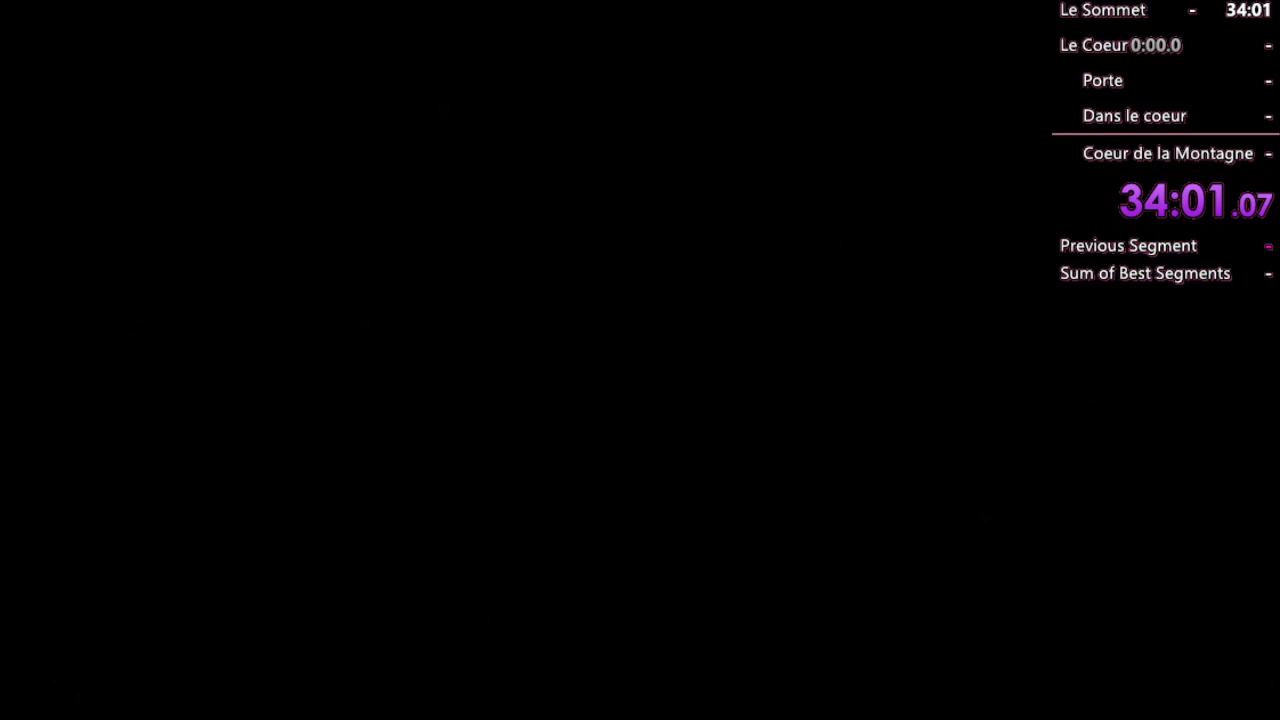 Le Sommet - 34:01
Le Coeur 0:00.0 -
Porte -
Dans le coeur -
Coeur de la Montagne -
34:01.07
Previous Segment -
Sum of Best Segments -